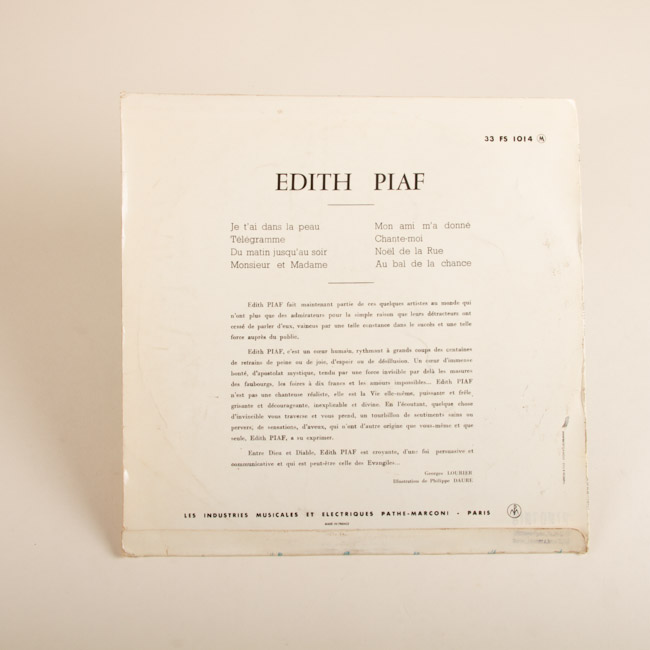 33 FS 1014 M
EDITH PIAF
Je t'ai dans la peau
Télégramme
Du matin jusqu'au soir
Monsieur et Madame
Mon ami m'a donné
Chante-moi
Noël de la Rue
Au bal de la chance
Edith PIAF fait maintenant partie de ces quelques artistes au monde qui
n'ont plus que des admirateurs pour la simple raison que leurs détracteurs ont
cessé de parler d'eux, vaincus par une telle constance dans le succès et une telle
force auprès du public.
Edith PIAF, c'est un cœur humain, rythmant à grands coups des centaines
de refrains de peine ou de joie, d'espoir ou de désillusion. Un cœur d'immense
bonté, d'apostolat mystique, tendu par une force invisible par delà les masures
des faubourgs, les foires à dix francs et les amours impossibles... Edith PIAF
n'est pas une chanteuse réaliste, elle est la Vie elle-même, puissante et frêle,
grisante et décourageante, inexplicable et divine. En l'écoutant, quelque chose
d'invincible vous traverse et vous prend, un tourbillon de sentiments sains ou
pervers, de sensations, d'aveux, qui n'ont d'autre origine que vous-même et que
seule, Edith PIAF, a su exprimer.
Entre Dieu et Diable, Edith PIAF est croyante, d'une foi persuasive et
communicative et qui est peut-être celle des Evangiles...
Georges LOURIER
Illustration de Philippe DAURE
LES INDUSTRIES MUSICALES ET ELECTRIQUES PATHE-MARCONI - PARIS
MADE IN FRANCE